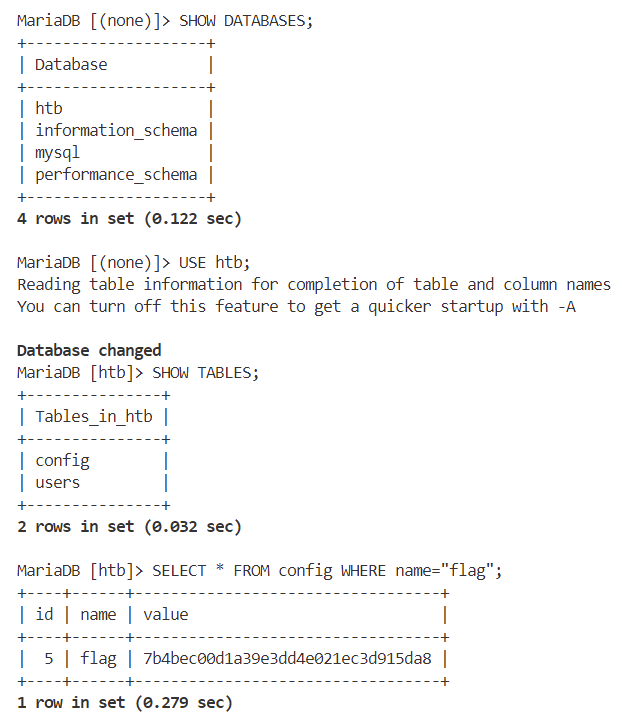 MariaDB [(none)]> SHOW DATABASES;
+--------------------+
| Database           |
+--------------------+
| htb                |
| information_schema |
| mysql              |
| performance_schema |
+--------------------+
4 rows in set (0.122 sec)
MariaDB [(none)]> USE htb;
Reading table information for completion of table and column names
You can turn off this feature to get a quicker startup with -A
Database changed
MariaDB [htb]> SHOW TABLES;
+---------------+
| Tables_in_htb |
+---------------+
| config        |
| users         |
+---------------+
2 rows in set (0.032 sec)
MariaDB [htb]> SELECT * FROM config WHERE name="flag";
+----+------+----------------------------------+
| id | name | value                            |
+----+------+----------------------------------+
|  5 | flag | 7b4bec00d1a39e3dd4e021ec3d915da8 |
+----+------+----------------------------------+
1 row in set (0.279 sec)